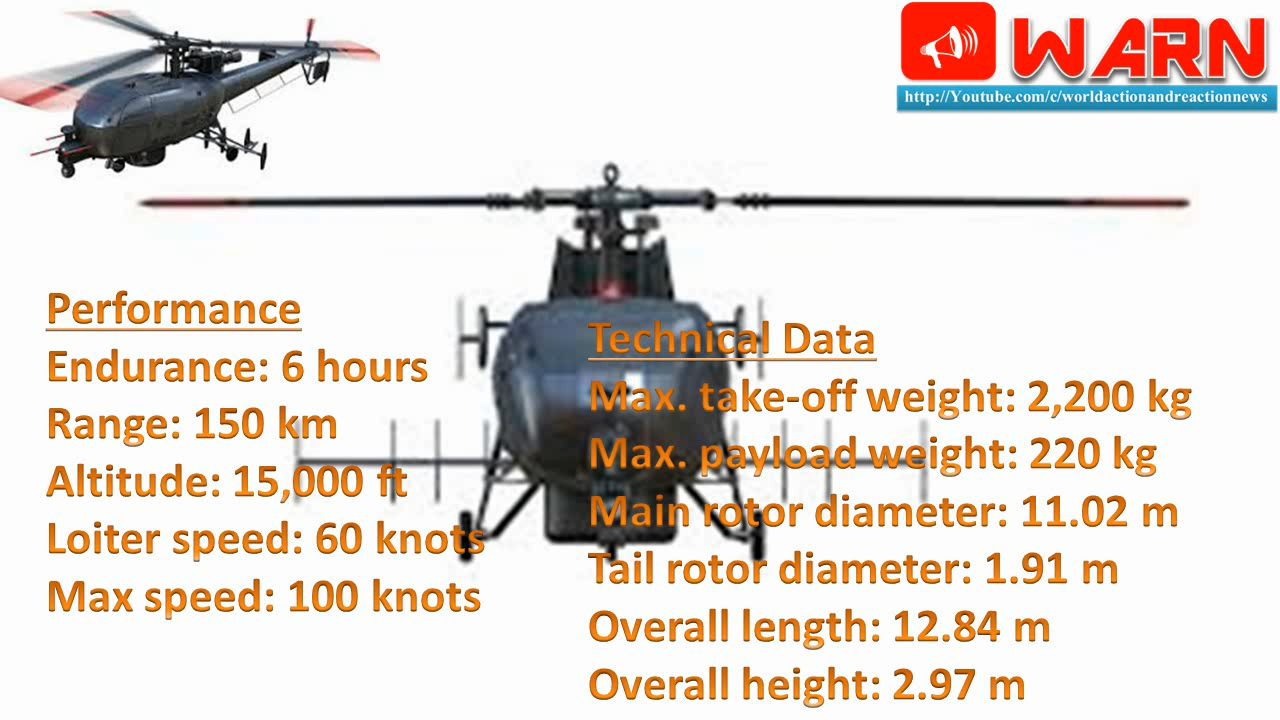 WARN
http://Youtube.com/c/worldactionandreactionnews
Performance
Endurance: 6 hours
Range: 150 km
Altitude: 15,000 ft
Loiter speed: 60 knots
Max speed: 100 knots
Technical Data
Max. take-off weight: 2,200 kg
Max. payload weight: 220 kg
Main rotor diameter: 11.02 m
Tail rotor diameter: 1.91 m
Overall length: 12.84 m
Overall height: 2.97 m